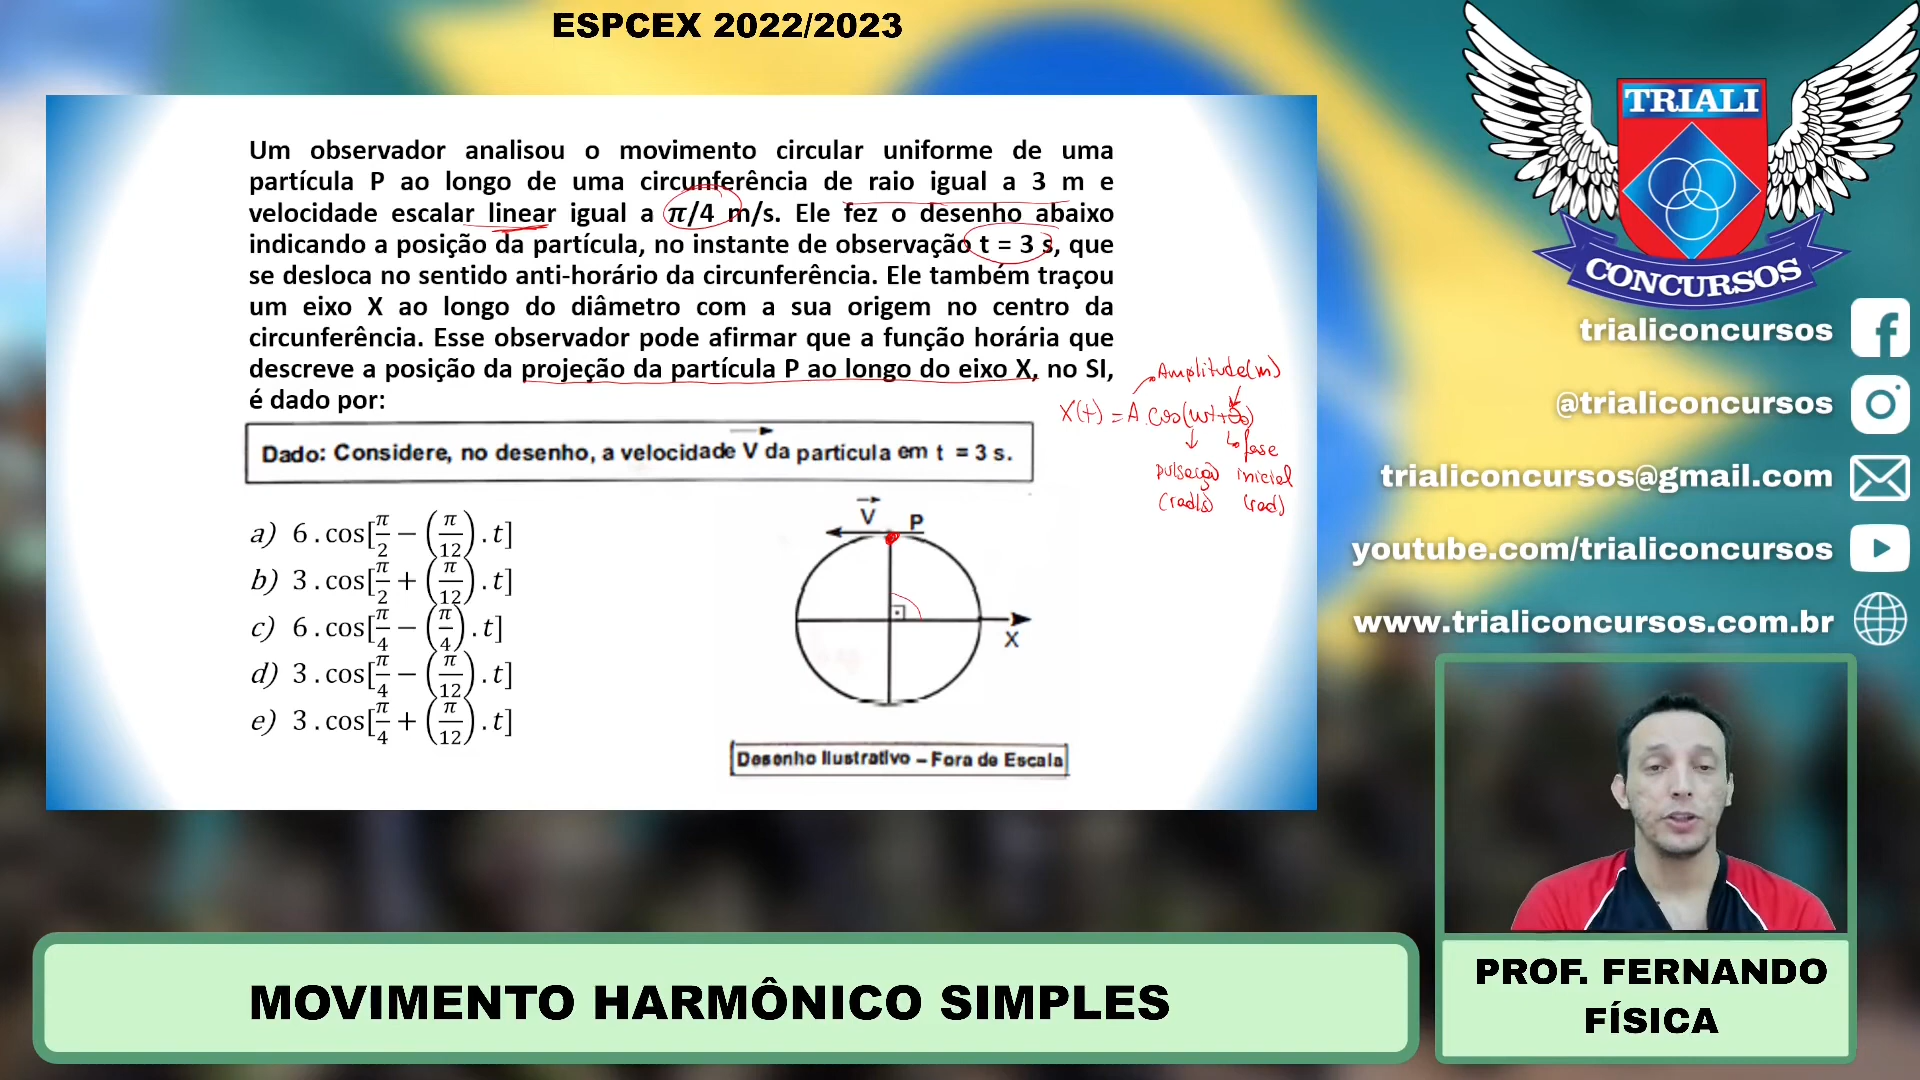 ESPCEX 2022/2023
Um observador analisou o movimento circular uniforme de uma
partícula P ao longo de uma circunferência de raio igual a 3 m e
velocidade escalar linear igual a π/4 m/s. Ele fez o desenho abaixo
indicando a posição da partícula, no instante de observação t = 3 s, que
se desloca no sentido anti-horário da circunferência. Ele também traçou
um eixo X ao longo do diâmetro com a sua origem no centro da
circunferência. Esse observador pode afirmar que a função horária que
descreve a posição da projeção da partícula P ao longo do eixo X, no SI,
é dado por:
Dado: Considere, no desenho, a velocidade V da partícula em t = 3 s.
a) 6 . cos[π/2 − (π/12) . t]
b) 3 . cos[π/2 + (π/12) . t]
c) 6 . cos[π/4 − (π/4) . t]
d) 3 . cos[π/4 − (π/12) . t]
e) 3 . cos[π/4 + (π/12) . t]
V P
X
Desenho Ilustrativo – Fora de Escala
Amplitude(m)
X(t) = A.cos(ωt+θ₀)
fase
pulsação inicial
(rad/s) (rad)
TRIALI
CONCURSOS
trialiconcursos
@trialiconcursos
trialiconcursos@gmail.com
youtube.com/trialiconcursos
www.trialiconcursos.com.br
MOVIMENTO HARMÔNICO SIMPLES
PROF. FERNANDO
FÍSICA